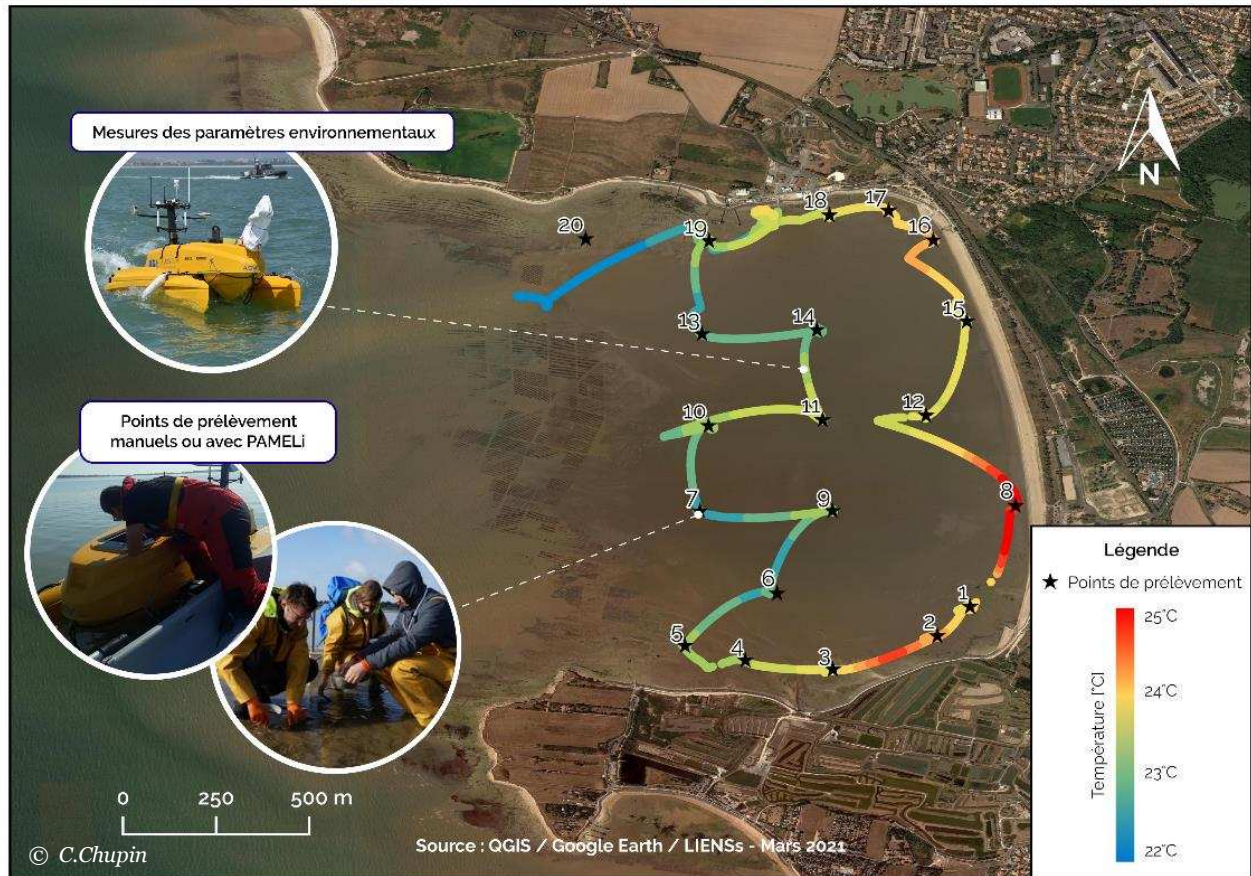 Mesures des paramètres environnementaux
Points de prélèvement
manuels ou avec PAMELi
N
20
19
18
17
16
13
14
15
10
11
12
7
9
8
6
1
5
4
3
2
Légende
Points de prélèvement
Température [°C]
25°C
24°C
23°C
22°C
0 250 500 m
Source : QGIS / Google Earth / LIENSs - Mars 2021
© C.Chupin